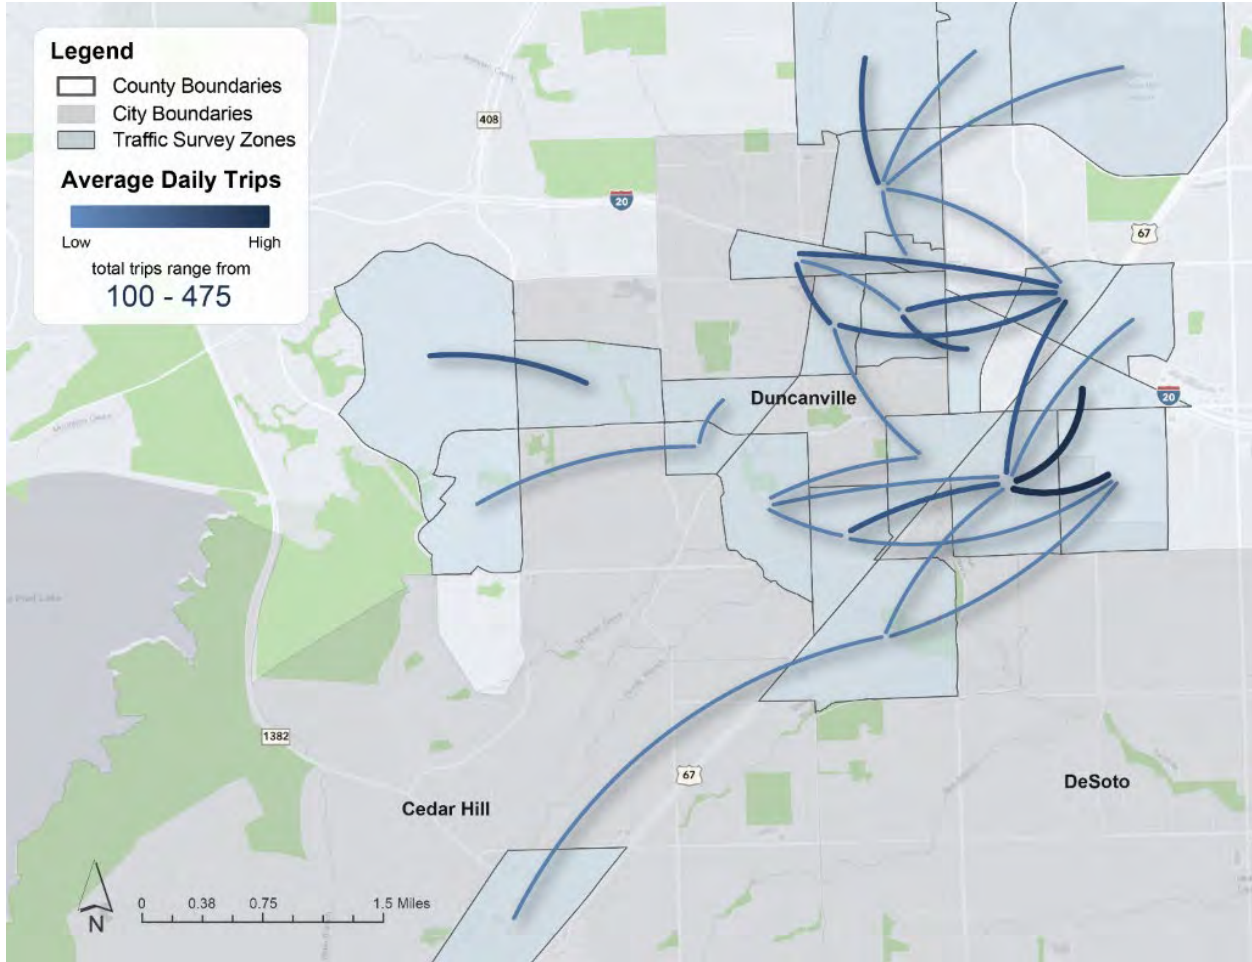 Legend
County Boundaries
City Boundaries
Traffic Survey Zones
Average Daily Trips
Low High
total trips range from
100 - 475
408
20
67
20
Duncanville
1382
67
Cedar Hill
DeSoto
N
0 0.38 0.75 1.5 Miles